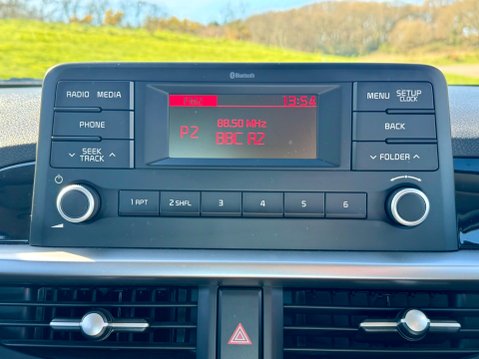 Bluetooth
RADIO MEDIA
PHONE
SEEK
TRACK
13:54
P2
88.50 MHz
BBC R2
MENU SETUP
CLOCK
BACK
FOLDER
1 RPT 2 SHFL 3 4 5 6